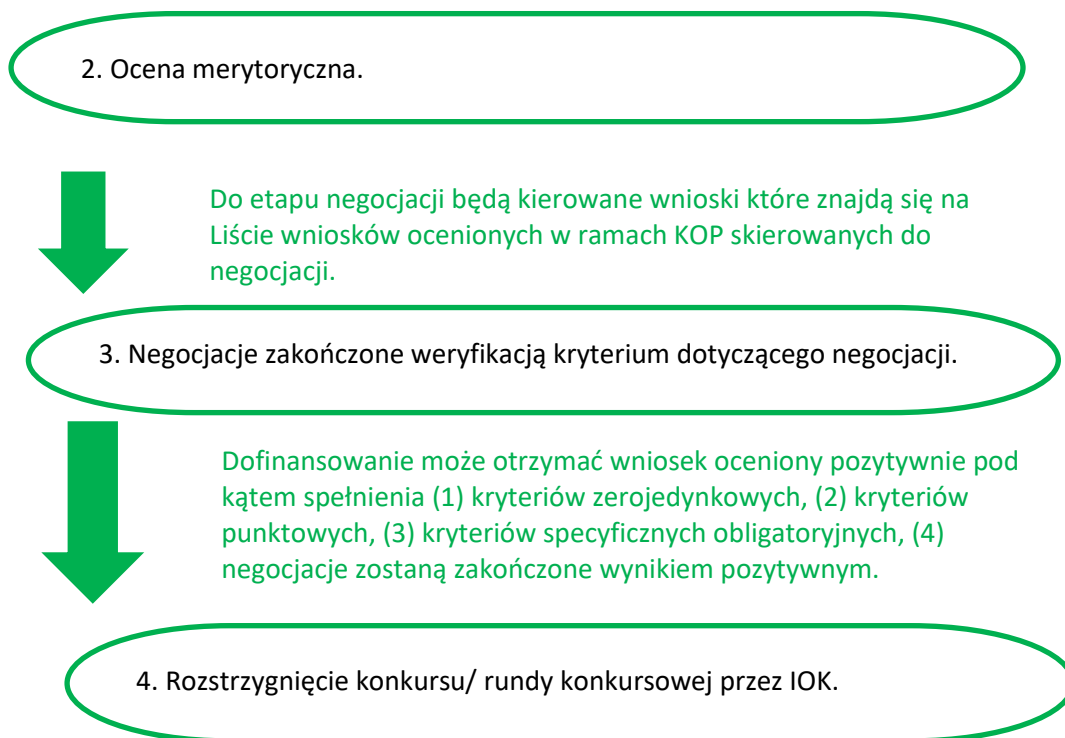 2. Ocena merytoryczna.
Do etapu negocjacji będą kierowane wnioski które znajdą się na
Liście wniosków ocenionych w ramach KOP skierowanych do
negocjacji.
3. Negocjacje zakończone weryfikacją kryterium dotyczącego negocjacji.
Dofinansowanie może otrzymać wniosek oceniony pozytywnie pod
kątem spełnienia (1) kryteriów zerojedynkowych, (2) kryteriów
punktowych, (3) kryteriów specyficznych obligatoryjnych, (4)
negocjacje zostaną zakończone wynikiem pozytywnym.
4. Rozstrzygnięcie konkursu/ rundy konkursowej przez IOK.